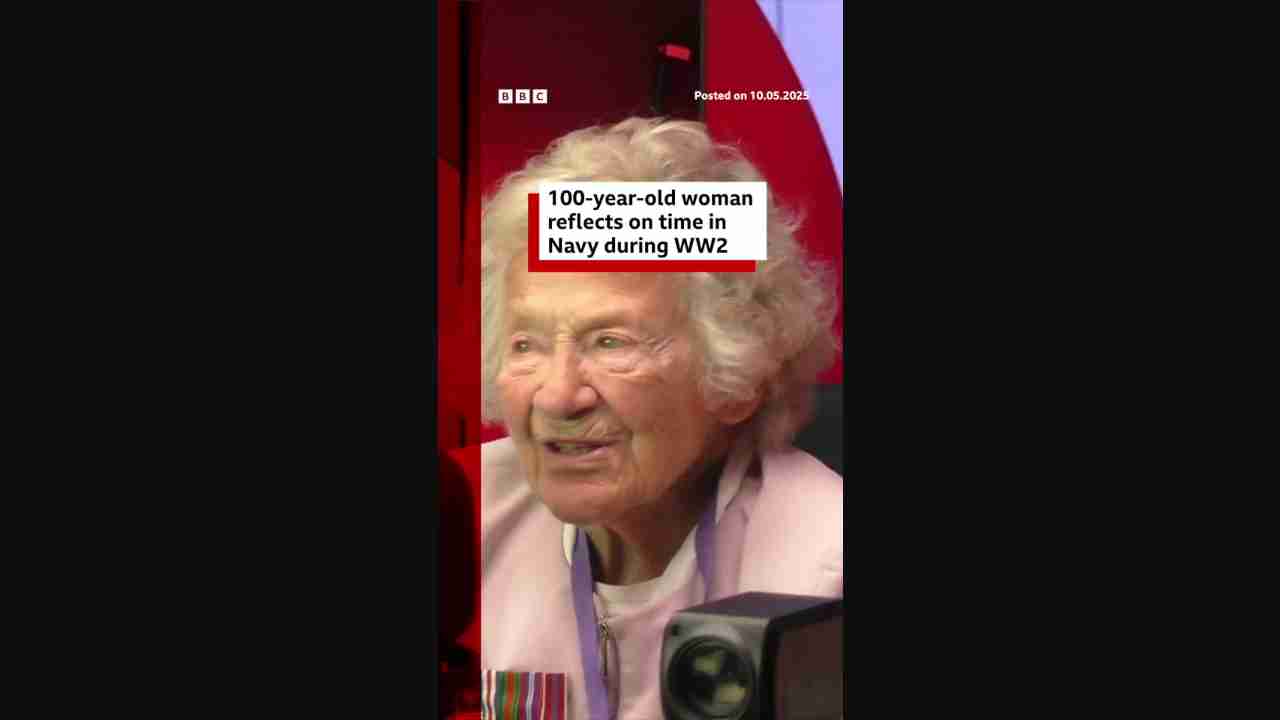 BBC
Posted on 10.05.2025
100-year-old woman
reflects on time in
Navy during WW2